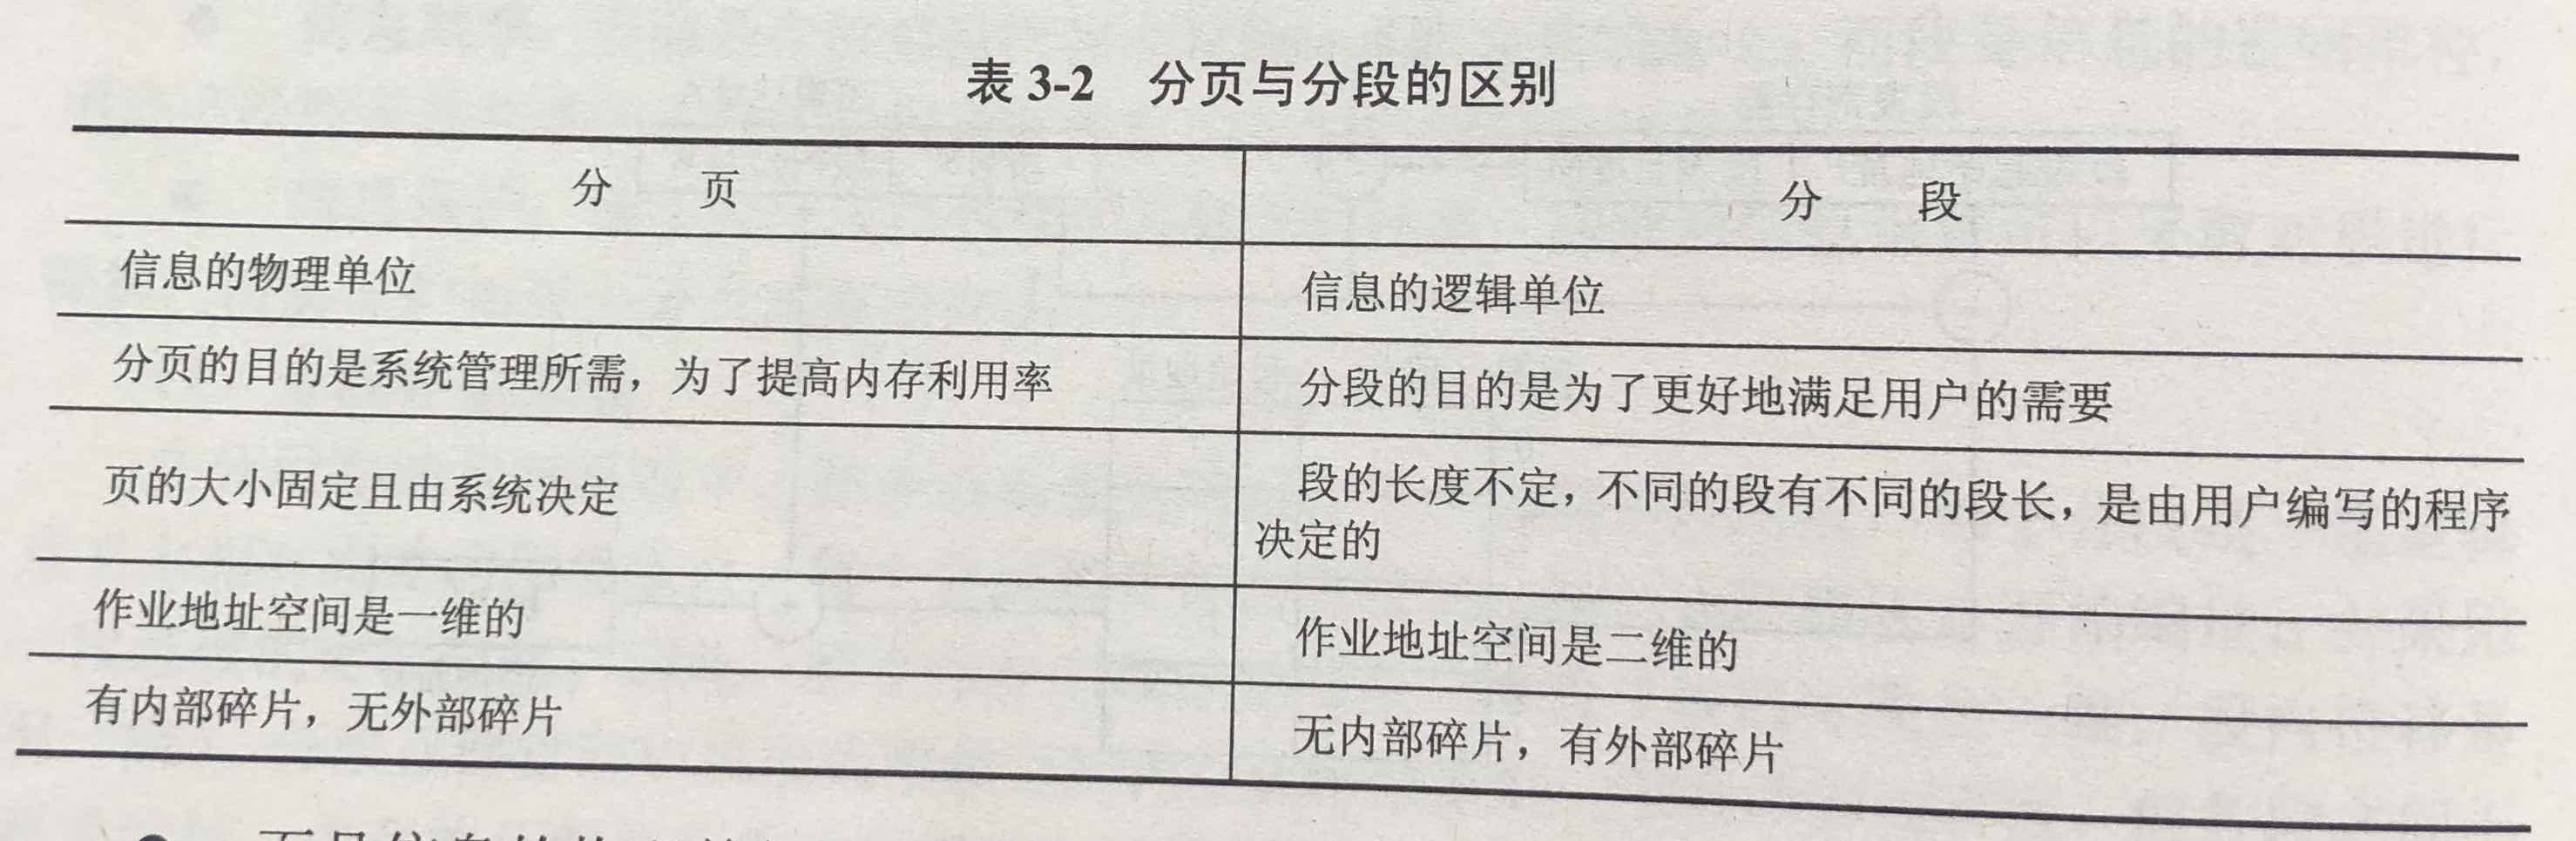 表 3-2 分页与分段的区别
分 页
分 段
信息的物理单位
信息的逻辑单位
分页的目的是系统管理所需，为了提高内存利用率
分段的目的是为了更好地满足用户的需要
页的大小固定且由系统决定
段的长度不定，不同的段有不同的段长，是由用户编写的程序
决定的
作业地址空间是一维的
作业地址空间是二维的
有内部碎片，无外部碎片
无内部碎片，有外部碎片